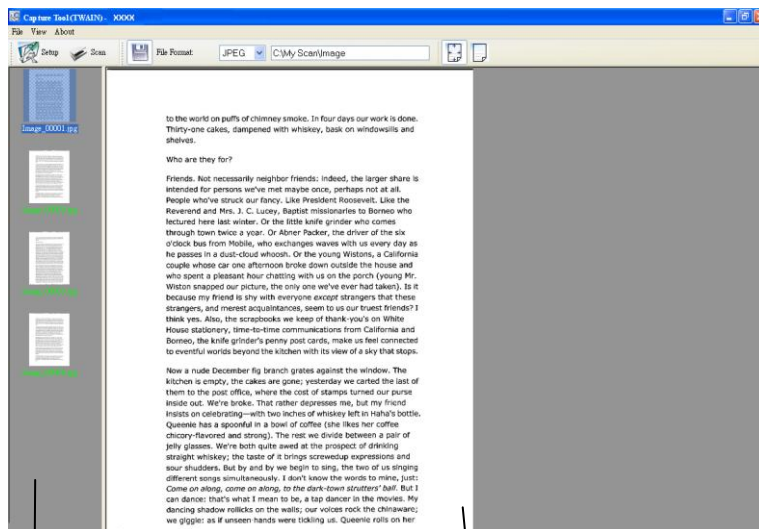 Capture Tool(TWAIN) - XXXX
File View About
Setup Scan File Format: JPEG C:\My Scan\Image
Image_00001.jpg
to the world on puffs of chimney smoke. In four days our work is done.
Thirty-one cakes, dampened with whiskey, bask on windowsills and
shelves.
Who are they for?
Friends. Not necessarily neighbor friends: indeed, the larger share is
intended for persons we've met maybe once, perhaps not at all.
People who've struck our fancy. Like President Roosevelt. Like the
Reverend and Mrs. J. C. Lucey, Baptist missionaries to Borneo who
lectured here last winter. Or the little knife grinder who comes
through town twice a year. Or Abner Packer, the driver of the six
o'clock bus from Mobile, who exchanges waves with us every day as
he passes in a dust-cloud whoosh. Or the young Wistons, a California
couple whose car one afternoon broke down outside the house and
who spent a pleasant hour chatting with us on the porch (young Mr.
Wiston snapped our picture, the only one we've ever had taken). Is it
because my friend is shy with everyone except strangers that these
strangers, and merest acquaintances, seem to us our truest friends? I
think yes. Also, the scrapbooks we keep of thank-you's on White
House stationery, time-to-time communications from California and
Borneo, the knife grinder's penny post cards, make us feel connected
to eventful worlds beyond the kitchen with its view of a sky that stops.
Now a nude December fig branch grates against the window. The
kitchen is empty, the cakes are gone; yesterday we carted the last of
them to the post office, where the cost of stamps turned our purse
inside out. We're broke. That rather depresses me, but my friend
insists on celebrating—with two inches of whiskey left in Haha's bottle.
Queenie has a spoonful in a bowl of coffee (she likes her coffee
chicory-flavored and strong). The rest we divide between a pair of
jelly glasses. We're both quite awed at the prospect of drinking
straight whiskey; the taste of it brings screwedup expressions and
sour shudders. But by and by we begin to sing, the two of us singing
different songs simultaneously. I don't know the words to mine, just:
Come on along, come on along, to the dark-town strutters' ball. But I
can dance: that's what I mean to be, a tap dancer in the movies. My
dancing shadow rollicks on the walls; our voices rock the chinaware;
we giggle: as if unseen hands were tickling us. Queenie rolls on her